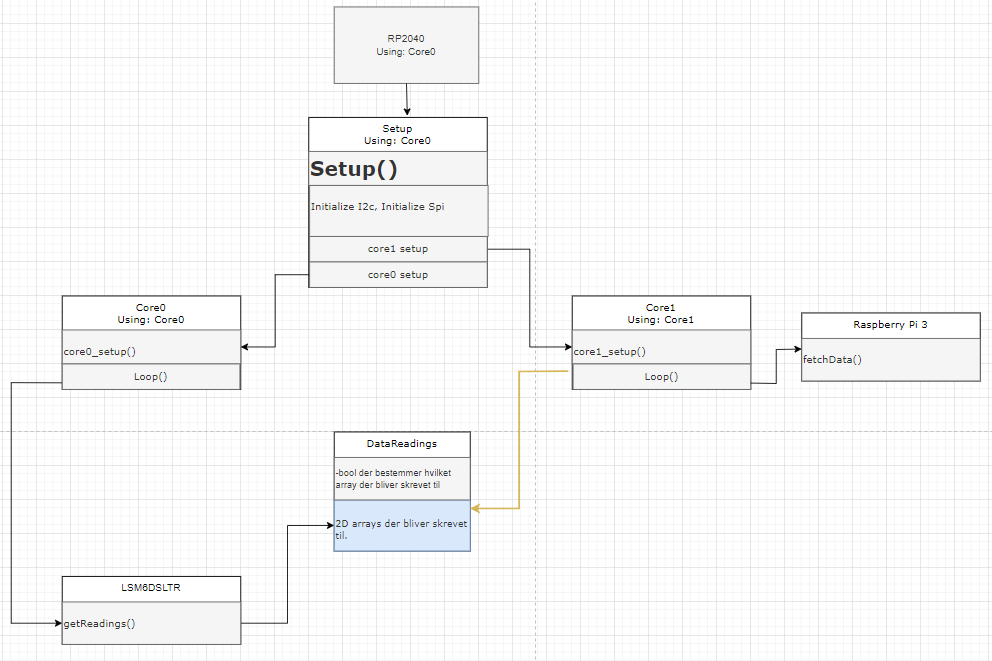 RP2040
Using: Core0
Setup
Using: Core0
Setup()
Initialize I2c, Initialize Spi
core1 setup
core0 setup
Core0
Using: Core0
core0_setup()
Loop()
Core1
Using: Core1
core1_setup()
Loop()
Raspberry Pi 3
fetchData()
DataReadings
-bool der bestemmer hvilket
array der bliver skrevet til
2D arrays der bliver skrevet
til.
LSM6DSLTR
getReadings()